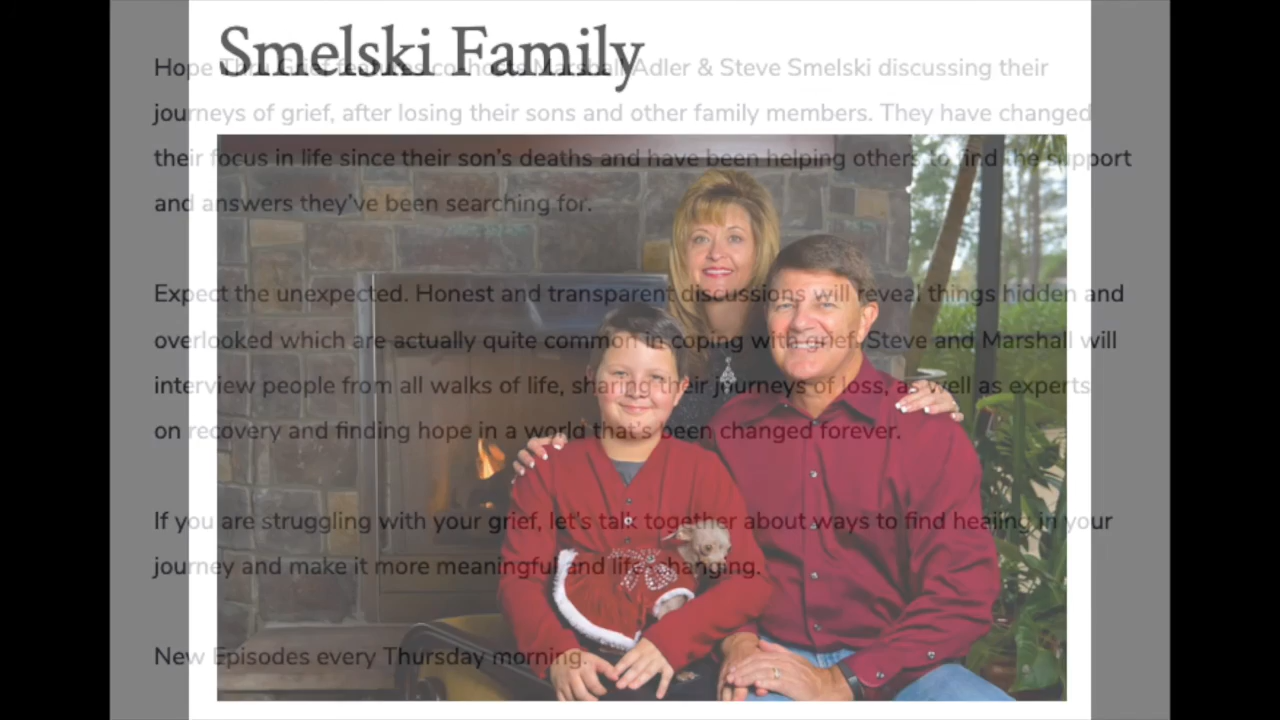 Smelski Family
Hope Thru Grief features co-hosts Marshall Adler & Steve Smelski discussing their
journeys of grief, after losing their sons and other family members. They have changed
their focus in life since their son's deaths and have been helping others to find the support
and answers they've been searching for.
Expect the unexpected. Honest and transparent discussions will reveal things hidden and
overlooked which are actually quite common in coping with grief. Steve and Marshall will
interview people from all walks of life, sharing their journeys of loss, as well as experts
on recovery and finding hope in a world that's been changed forever.
If you are struggling with your grief, let's talk together about ways to find healing in your
journey and make it more meaningful and life-changing.
New Episodes every Thursday morning.